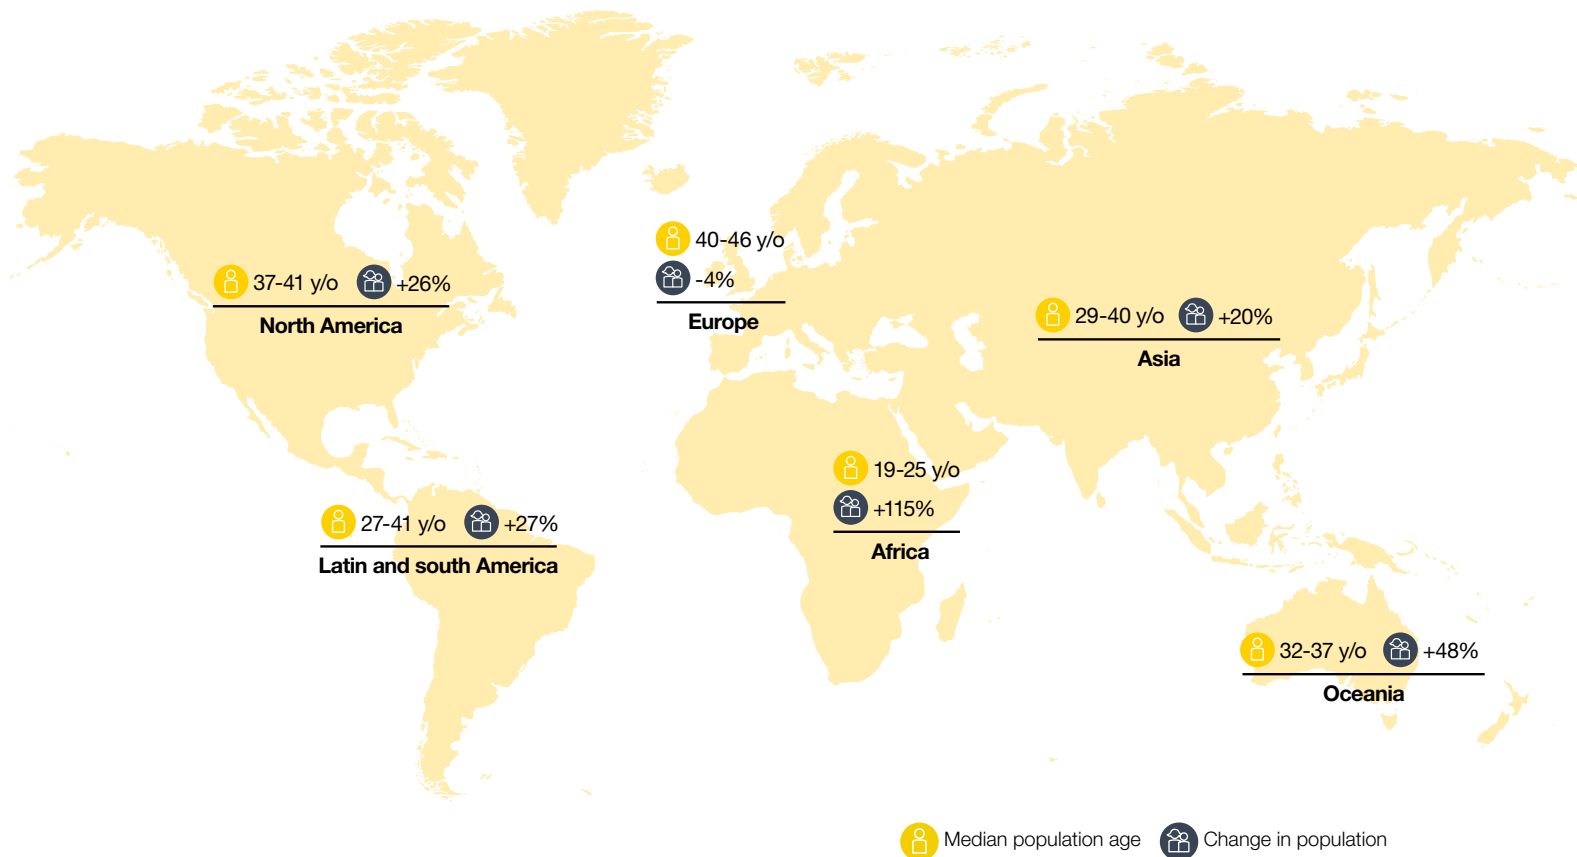 40-46 y/o
-4%
Europe
37-41 y/o +26%
North America
29-40 y/o +20%
Asia
19-25 y/o
+115%
Africa
27-41 y/o +27%
Latin and south America
32-37 y/o +48%
Oceania
Median population age Change in population